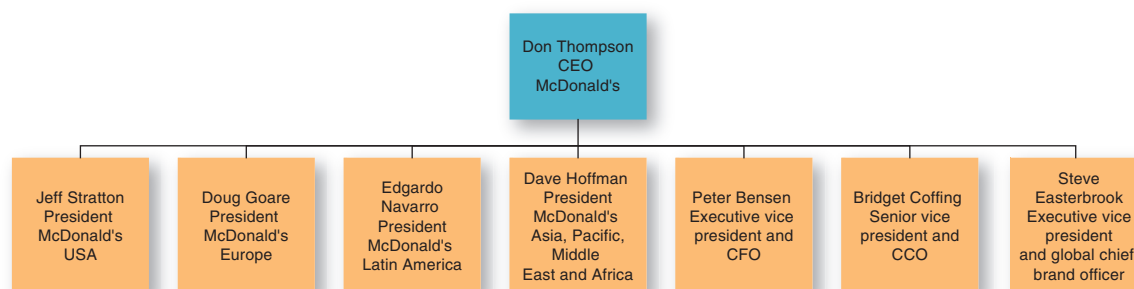 Don Thompson
CEO
McDonald's
Jeff Stratton
President
McDonald's
USA
Doug Goare
President
McDonald's
Europe
Edgardo
Navarro
President
McDonald's
Latin America
Dave Hoffman
President
McDonald's
Asia, Pacific,
Middle
East and Africa
Peter Bensen
Executive vice
president and
CFO
Bridget Coffing
Senior vice
president and
CCO
Steve
Easterbrook
Executive vice
president
and global chief
brand officer